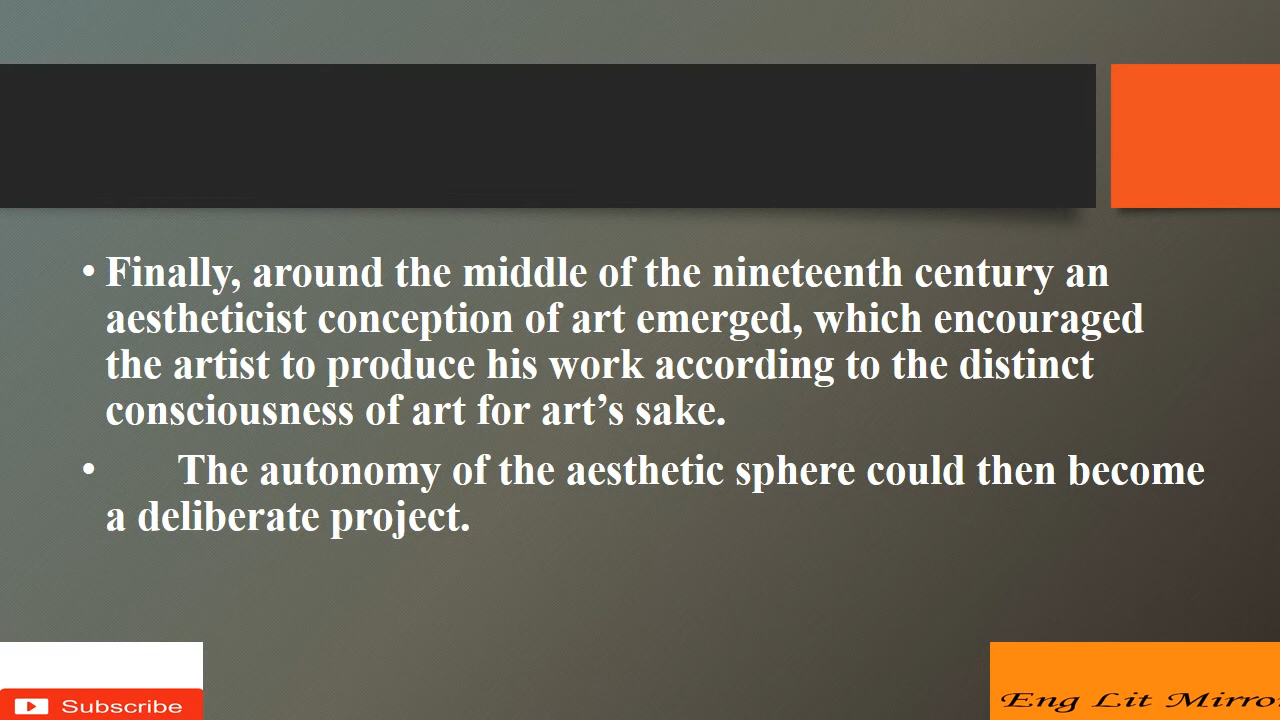 • Finally, around the middle of the nineteenth century an
aestheticist conception of art emerged, which encouraged
the artist to produce his work according to the distinct
consciousness of art for art’s sake.
• The autonomy of the aesthetic sphere could then become
a deliberate project.
Subscribe
Eng Lit Mirro